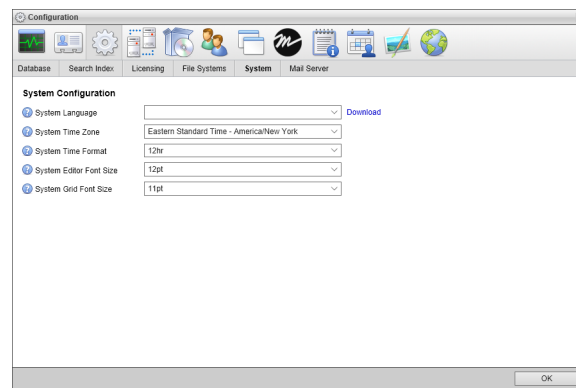 Configuration
Database Search Index Licensing File Systems System Mail Server
System Configuration
System Language Download
System Time Zone Eastern Standard Time - America/New York
System Time Format 12hr
System Editor Font Size 12pt
System Grid Font Size 11pt
OK